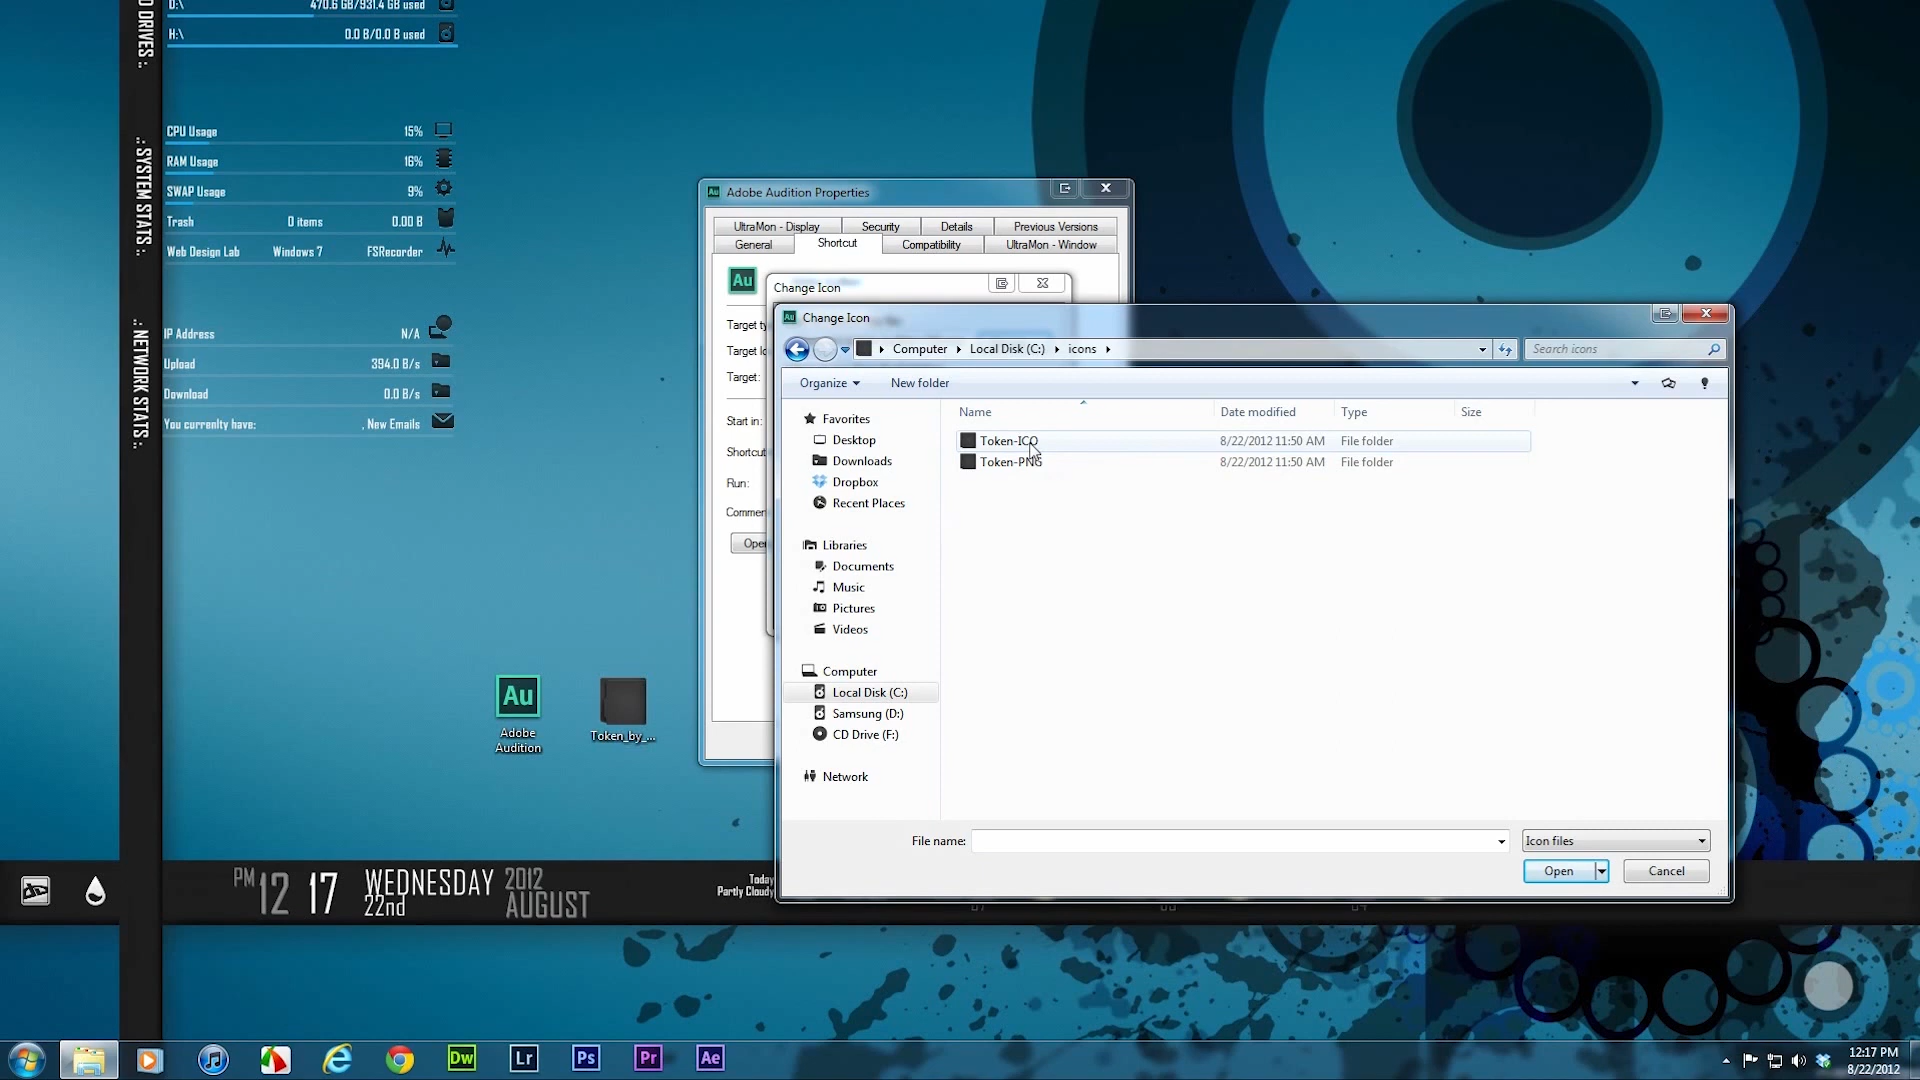 D:\ 470.6 GB/931.4 GB used
H:\ 0.0 B/0.0 B used
DRIVES :.
.:SYSTEM STATS :.
CPU Usage 15%
RAM Usage 16%
SWAP Usage 9%
Trash 0 items 0.00 B
Web Design Lab Windows 7 FSRecorder
.: NETWORK STATS:.
IP Address N/A
Upload 394.0 B/s
Download 0.0 B/s
You currenlty have: , New Emails
Au Adobe Audition Properties
UltraMon - Display Security Details Previous Versions
General Shortcut Compatibility UltraMon - Window
Au
Target ty
Target lo
Target:
Start in:
Shortcut
Run:
Commen
Open
Change Icon
Au Change Icon
Computer Local Disk (C:) icons
Search icons
Organize New folder
Name Date modified Type Size
Token-ICO 8/22/2012 11:50 AM File folder
Token-PNG 8/22/2012 11:50 AM File folder
Favorites
Desktop
Downloads
Dropbox
Recent Places
Libraries
Documents
Music
Pictures
Videos
Computer
Local Disk (C:)
Samsung (D:)
CD Drive (F:)
Network
File name: Icon files
Open Cancel
Au
Adobe
Audition
Token_by_...
PM 12 17 WEDNESDAY 22nd 2012 AUGUST
Today
Partly Cloudy
Dw Lr Ps Pr Ae
12:17 PM
8/22/2012